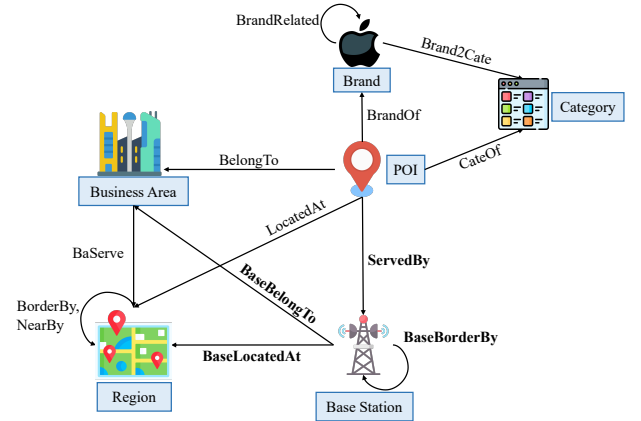 BrandRelated
Brand2Cate
Brand
Category
BrandOf
BelongTo
POI
CateOf
Business Area
LocatedAt
BaServe
ServedBy
BaseBelongTo
BorderBy,
NearBy
BaseBorderBy
BaseLocatedAt
Region
Base Station